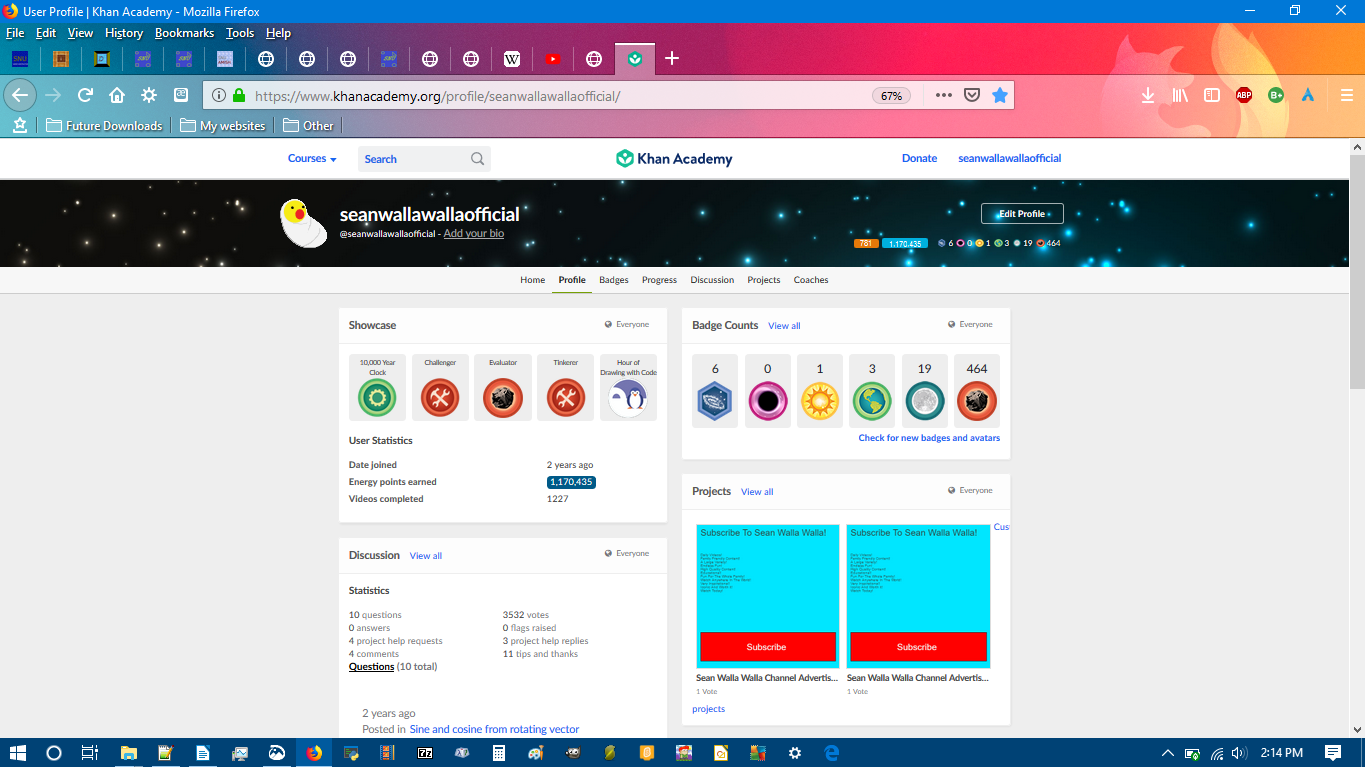 User Profile | Khan Academy - Mozilla Firefox
File Edit View History Bookmarks Tools Help
https://www.khanacademy.org/profile/seanwallawallaofficial/ 67%
Future Downloads My websites Other
Courses Search Khan Academy Donate seanwallawallaofficial
seanwallawallaofficial
Edit Profile
@seanwallawallaofficial - Add your bio
781 1,170,435 6 0 1 3 19 464
Home Profile Badges Progress Discussion Projects Coaches
Showcase Everyone
10,000 Year Clock
Challenger
Evaluator
Tinkerer
Hour of Drawing with Code
User Statistics
Date joined 2 years ago
Energy points earned 1,170,435
Videos completed 1227
Badge Counts View all Everyone
6 0 1 3 19 464
Check for new badges and avatars
Discussion View all Everyone
Statistics
10 questions 3532 votes
0 answers 0 flags raised
4 project help requests 3 project help replies
4 comments 11 tips and thanks
Questions (10 total)
2 years ago
Posted in Sine and cosine from rotating vector
Projects View all Everyone
Subscribe To Sean Walla Walla! Subscribe To Sean Walla Walla! Cus
Subscribe Subscribe
Sean Walla Walla Channel Advertis... Sean Walla Walla Channel Advertis...
1 Vote 1 Vote
projects
2:14 PM